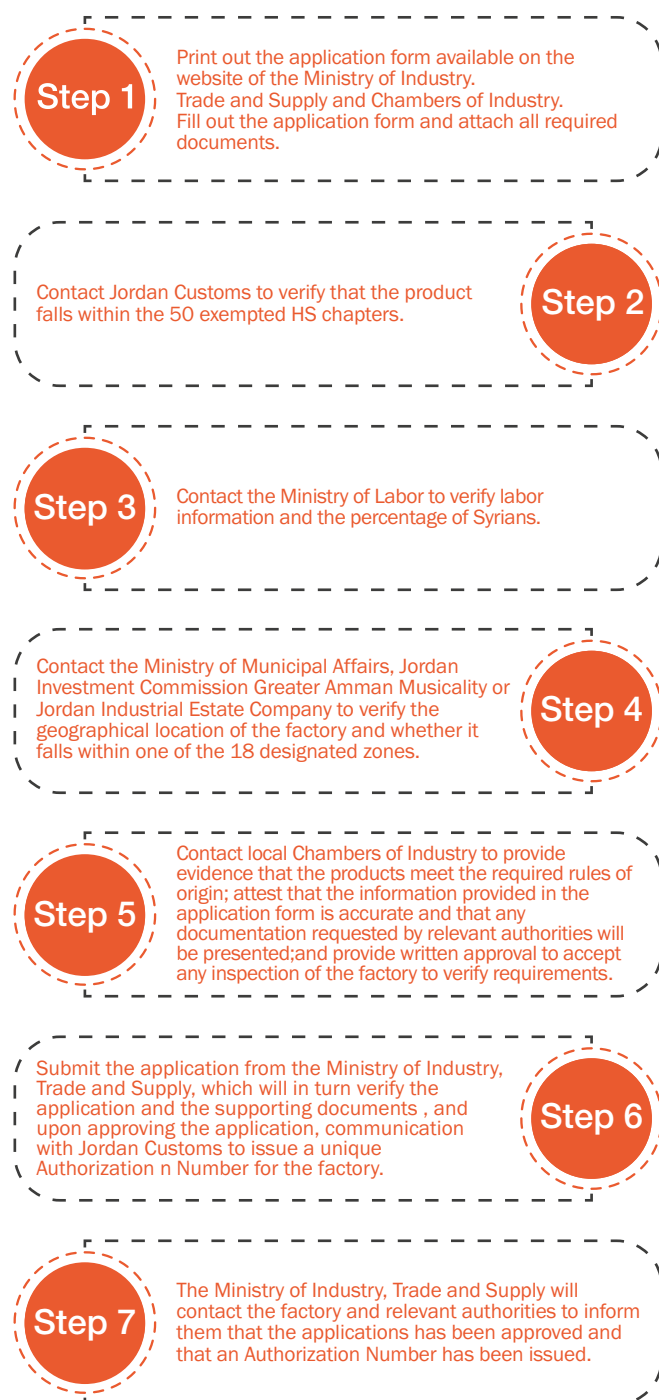 Step 1
Print out the application form available on the
website of the Ministry of Industry.
Trade and Supply and Chambers of Industry.
Fill out the application form and attach all required
documents.
Contact Jordan Customs to verify that the product
falls within the 50 exempted HS chapters.
Step 2
Step 3
Contact the Ministry of Labor to verify labor
information and the percentage of Syrians.
Contact the Ministry of Municipal Affairs, Jordan
Investment Commission Greater Amman Musicality or
Jordan Industrial Estate Company to verify the
geographical location of the factory and whether it
falls within one of the 18 designated zones.
Step 4
Step 5
Contact local Chambers of Industry to provide
evidence that the products meet the required rules of
origin; attest that the information provided in the
application form is accurate and that any
documentation requested by relevant authorities will
be presented;and provide written approval to accept
any inspection of the factory to verify requirements.
Submit the application from the Ministry of Industry,
Trade and Supply, which will in turn verify the
application and the supporting documents , and
upon approving the application, communication
with Jordan Customs to issue a unique
Authorization n Number for the factory.
Step 6
Step 7
The Ministry of Industry, Trade and Supply will
contact the factory and relevant authorities to inform
them that the applications has been approved and
that an Authorization Number has been issued.